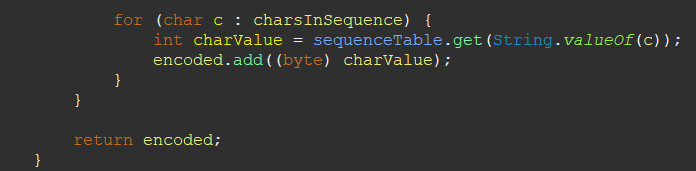 for (char c : charsInSequence) {
int charValue = sequenceTable.get(String.valueOf(c));
encoded.add((byte) charValue);
}
}
return encoded;
}